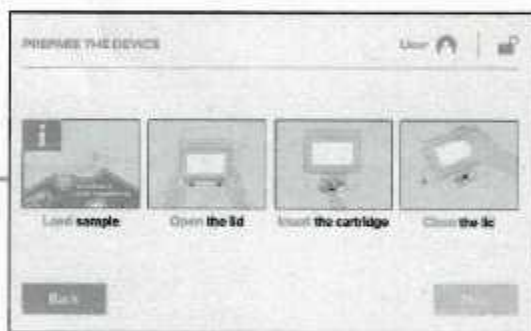 PREPARE THE DEVICE
User
i
Load sample
Open the lid
Insert the cartridge
Close the lid
Back